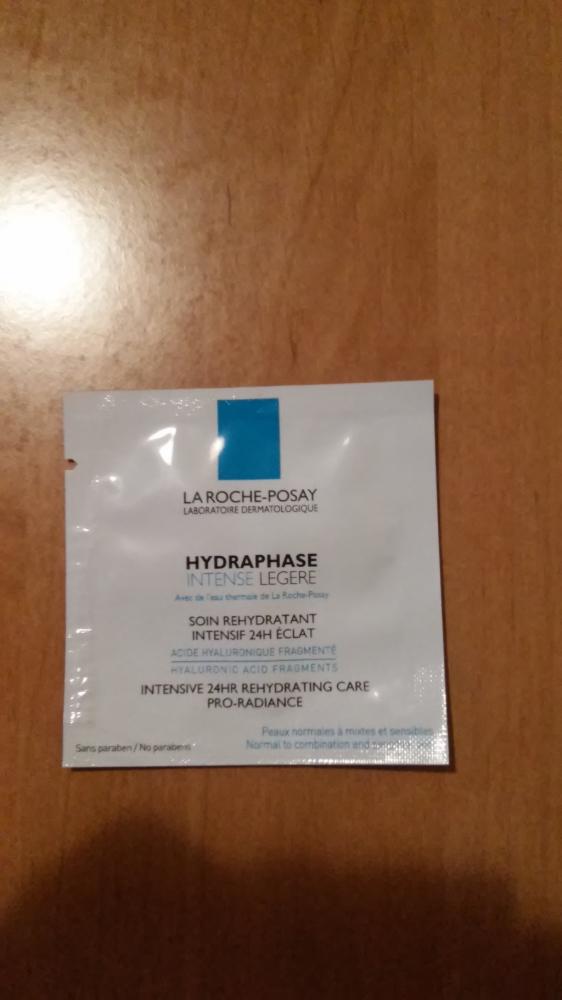 LA ROCHE-POSAY
LABORATOIRE DERMATOLOGIQUE
HYDRAPHASE
INTENSE LEGERE
Avec de l'eau thermale de La Roche-Posay
SOIN REHYDRATANT
INTENSIF 24H ÉCLAT
ACIDE HYALURONIQUE FRAGMENTÉ
HYALURONIC ACID FRAGMENTS
INTENSIVE 24HR REHYDRATING CARE
PRO-RADIANCE
Peaux normales à mixtes et sensibles
Normal to combination and
Sans paraben / No parabens